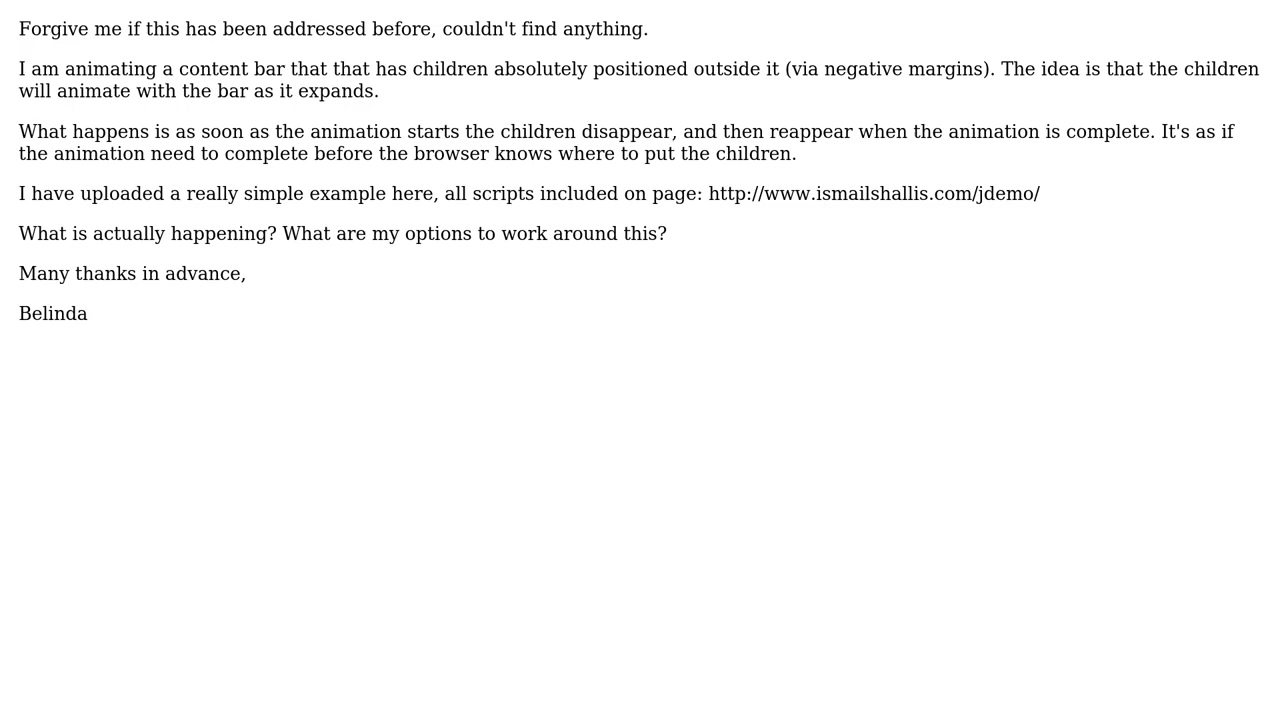 Forgive me if this has been addressed before, couldn't find anything.
I am animating a content bar that that has children absolutely positioned outside it (via negative margins). The idea is that the children
will animate with the bar as it expands.
What happens is as soon as the animation starts the children disappear, and then reappear when the animation is complete. It's as if
the animation need to complete before the browser knows where to put the children.
I have uploaded a really simple example here, all scripts included on page: http://www.ismailshallis.com/jdemo/
What is actually happening? What are my options to work around this?
Many thanks in advance,
Belinda